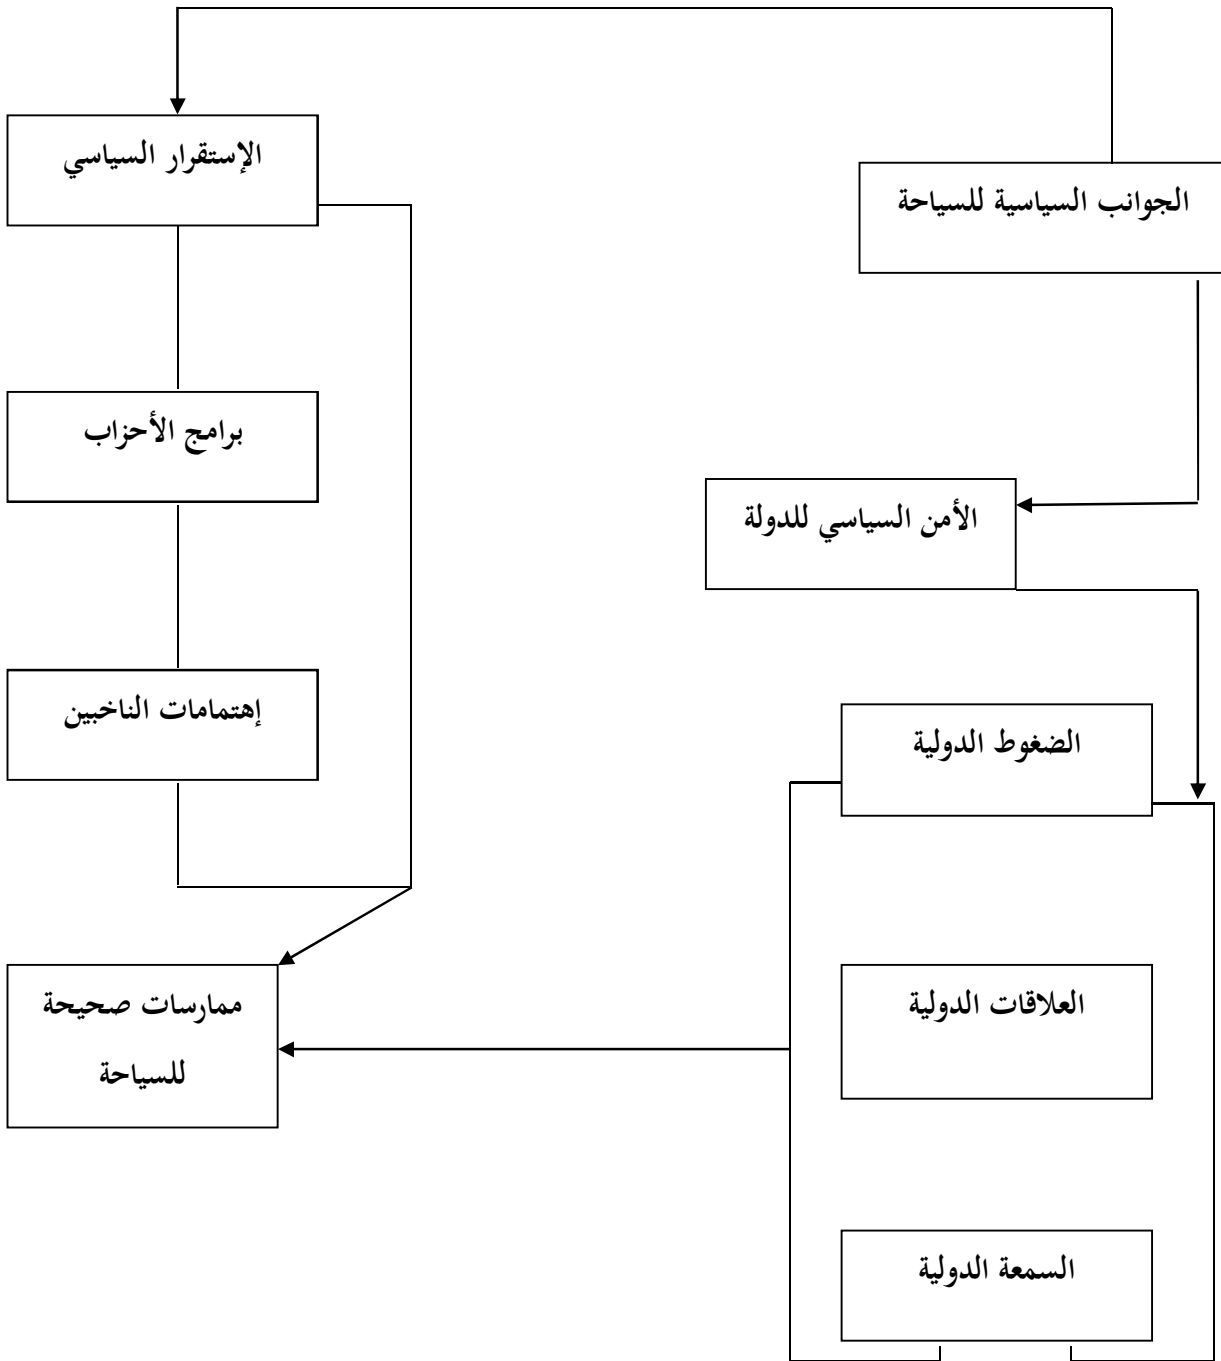 الإستقرار السياسي
الجوانب السياسية للسياحة
برامج الأحزاب
الأمن السياسي للدولة
إهتمامات الناخبين
الضغوط الدولية
ممارسات صحيحة
للسياحة
العلاقات الدولية
السمعة الدولية